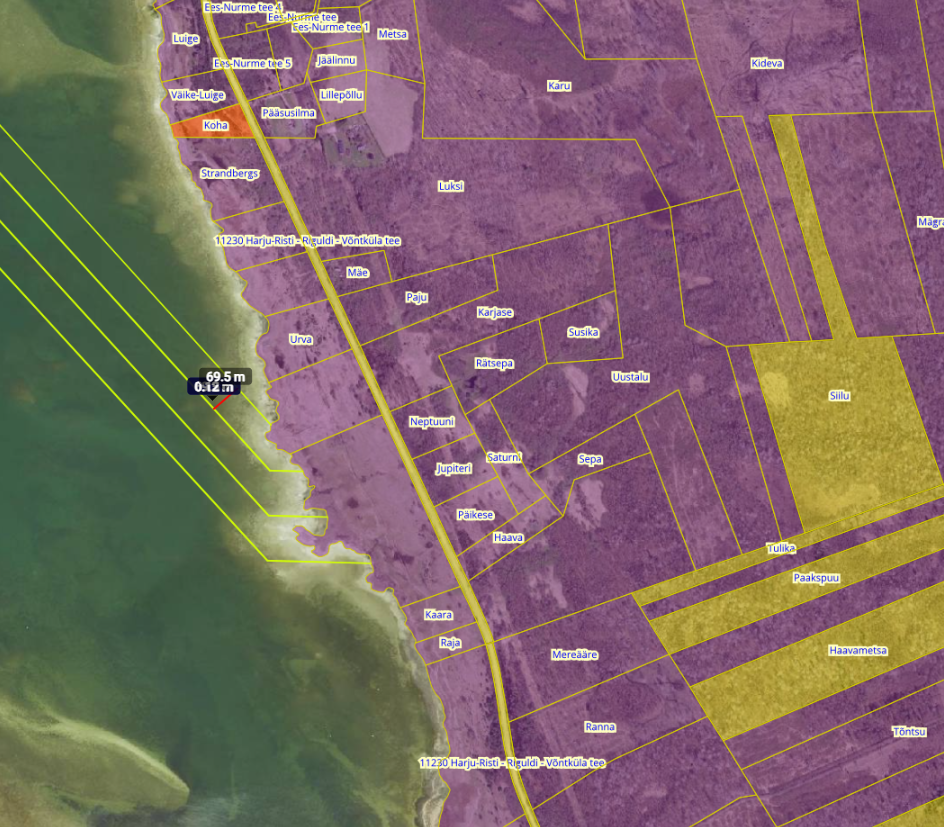 Ees-Nurme tee 4
Ees-Nurme tee
Ees-Nurme tee 1
Luige
Metsa
Ees-Nurme tee 5
Jäälinnu
Kideva
Karu
Väike-Luige
Lillepõllu
Pääsusilma
Koha
Strandbergs
Luksi
Mägra
11230 Harju-Risti - Riguldi - Võntküla tee
Mäe
Paju
Karjase
Susika
Urva
Rätsepa
Uustalu
69.5 m
Siilu
Neptuuni
Saturni
Sepa
Jupiteri
Päikese
Haava
Tulika
Paakspuu
Kaara
Raja
Mereääre
Haavametsa
Ranna
Tõntsu
11230 Harju-Risti - Riguldi - Võntküla tee